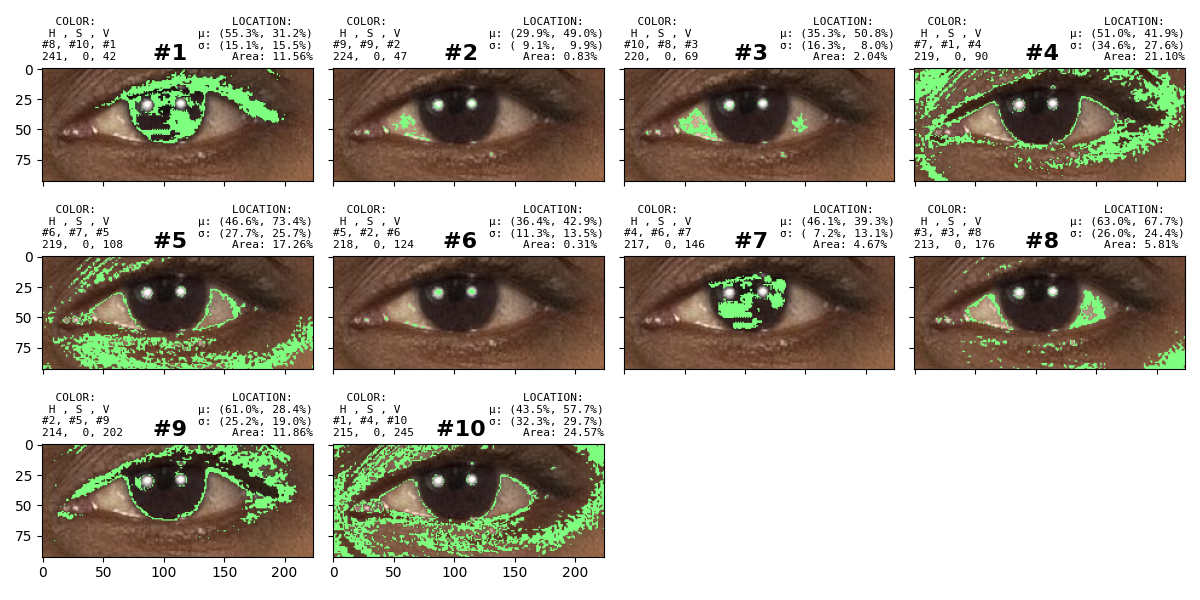 COLOR: LOCATION:
H , S , V μ: (55.3%, 31.2%)
#8, #10, #1 #1 σ: (15.1%, 15.5%)
241, 0, 42 Area: 11.56%
COLOR: LOCATION:
H , S , V μ: (29.9%, 49.0%)
#9, #9, #2 #2 σ: ( 9.1%, 9.9%)
224, 0, 47 Area: 0.83%
COLOR: LOCATION:
H , S , V μ: (35.3%, 50.8%)
#10, #8, #3 #3 σ: (16.3%, 8.0%)
220, 0, 69 Area: 2.04%
COLOR: LOCATION:
H , S , V μ: (51.0%, 41.9%)
#7, #1, #4 #4 σ: (34.6%, 27.6%)
219, 0, 90 Area: 21.10%
0
25
50
75
COLOR: LOCATION:
H , S , V μ: (46.6%, 73.4%)
#6, #7, #5 #5 σ: (27.7%, 25.7%)
219, 0, 108 Area: 17.26%
COLOR: LOCATION:
H , S , V μ: (36.4%, 42.9%)
#5, #2, #6 #6 σ: (11.3%, 13.5%)
218, 0, 124 Area: 0.31%
COLOR: LOCATION:
H , S , V μ: (46.1%, 39.3%)
#4, #6, #7 #7 σ: ( 7.2%, 13.1%)
217, 0, 146 Area: 4.67%
COLOR: LOCATION:
H , S , V μ: (63.0%, 67.7%)
#3, #3, #8 #8 σ: (26.0%, 24.4%)
213, 0, 176 Area: 5.81%
0
25
50
75
COLOR: LOCATION:
H , S , V μ: (61.0%, 28.4%)
#2, #5, #9 #9 σ: (25.2%, 19.0%)
214, 0, 202 Area: 11.86%
COLOR: LOCATION:
H , S , V μ: (43.5%, 57.7%)
#1, #4, #10 #10 σ: (32.3%, 29.7%)
215, 0, 245 Area: 24.57%
0
25
50
75
0 50 100 150 200
0 50 100 150 200